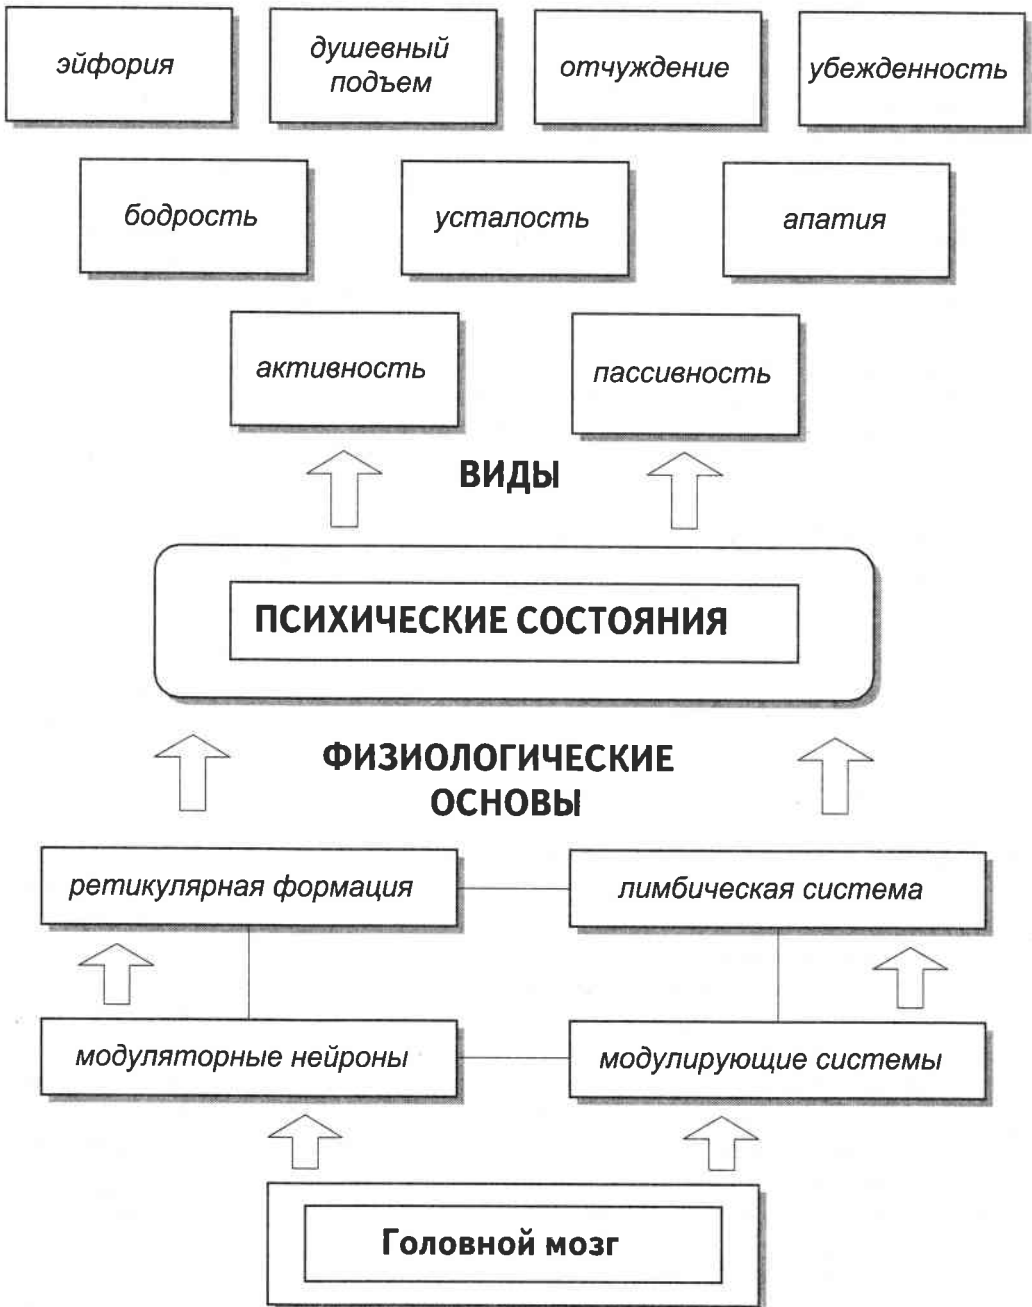 эйфория
душевный
подъем
отчуждение
убежденность
бодрость
усталость
апатия
активность
пассивность
ВИДЫ
ПСИХИЧЕСКИЕ СОСТОЯНИЯ
ФИЗИОЛОГИЧЕСКИЕ
ОСНОВЫ
ретикулярная формация
лимбическая система
модуляторные нейроны
модулирующие системы
Головной мозг